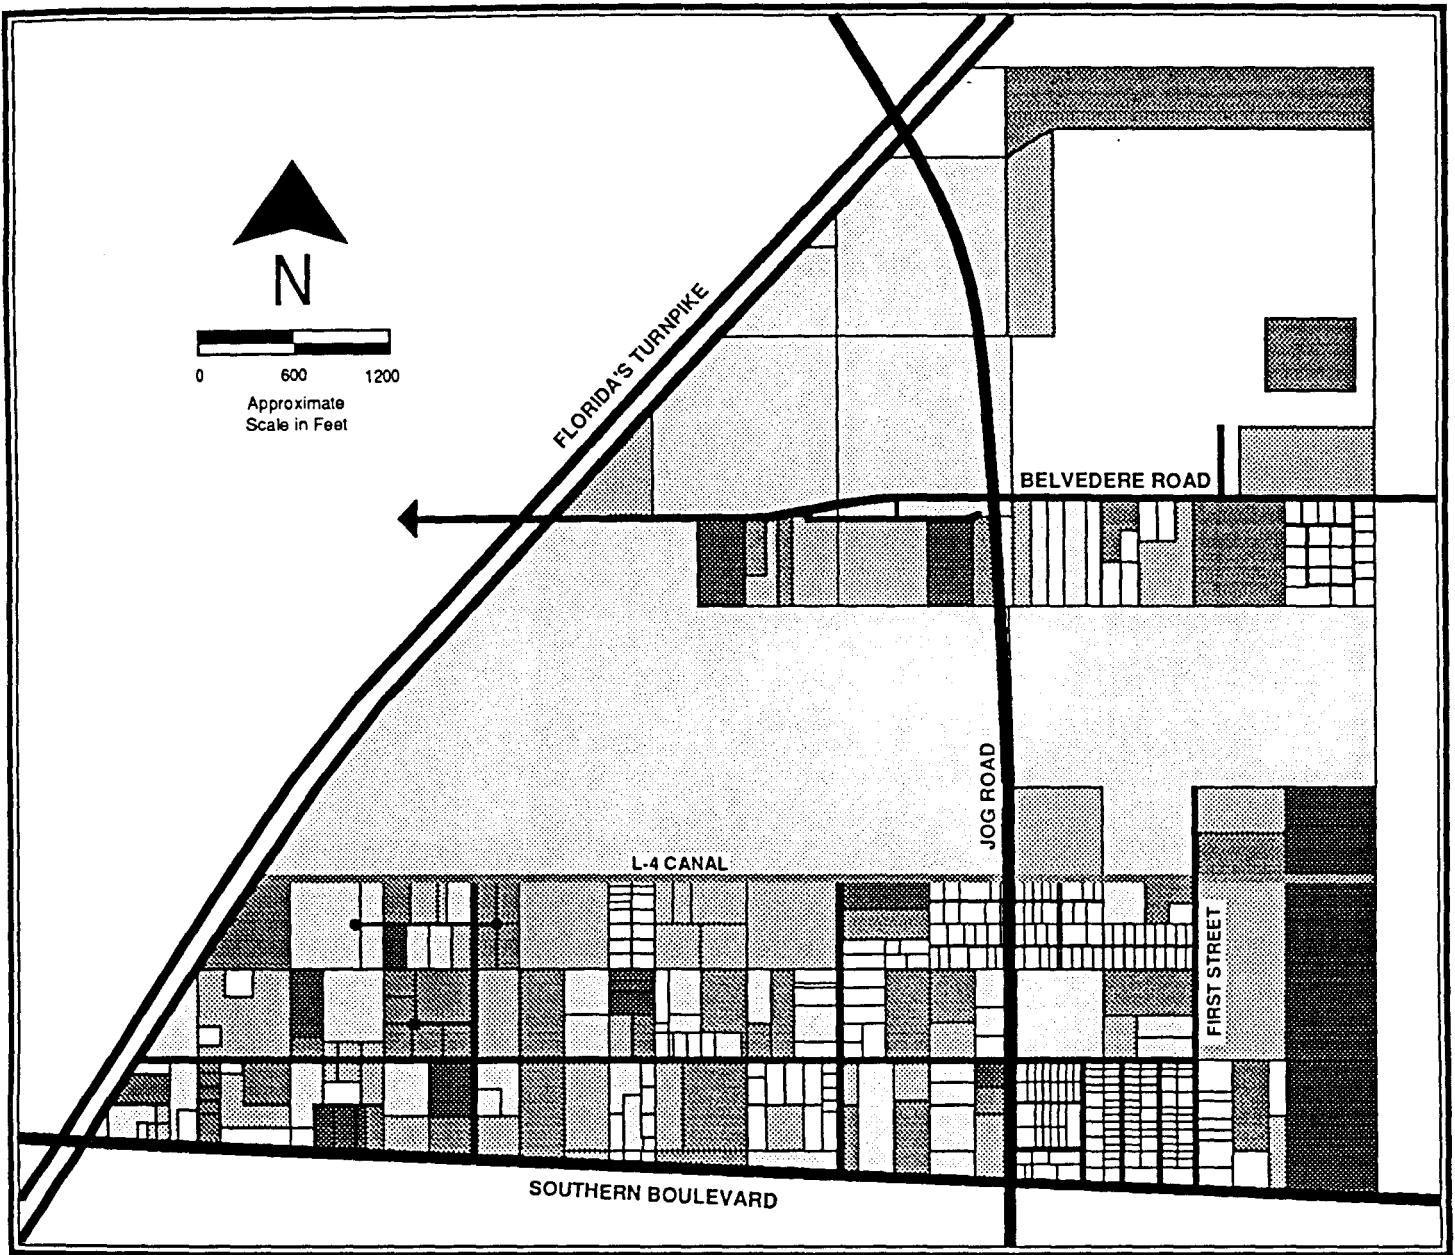 FLORIDA'S TURNPIKE
N
0 600 1200
Approximate
Scale in Feet
BELVEDERE ROAD
JOG ROAD
L-4 CANAL
FIRST STREET
SOUTHERN BOULEVARD